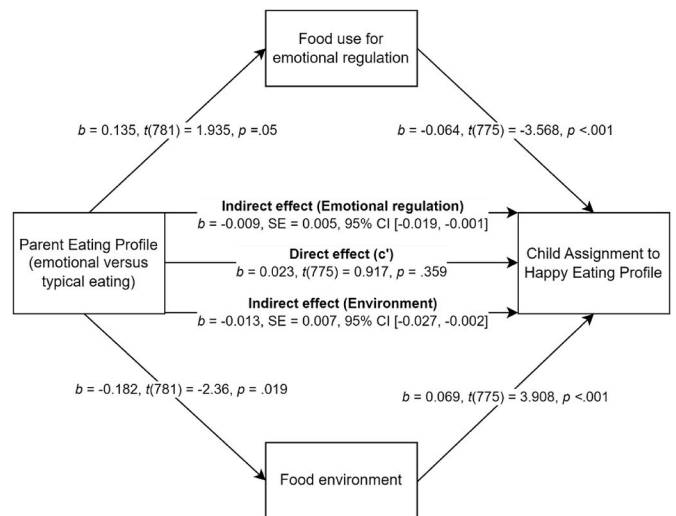 Food use for
emotional regulation
b = 0.135, t(781) = 1.935, p =.05
b = -0.064, t(775) = -3.568, p <.001
Indirect effect (Emotional regulation)
b = -0.009, SE = 0.005, 95% CI [-0.019, -0.001]
Parent Eating Profile
(emotional versus
typical eating)
Direct effect (c')
b = 0.023, t(775) = 0.917, p = .359
Child Assignment to
Happy Eating Profile
Indirect effect (Environment)
b = -0.013, SE = 0.007, 95% CI [-0.027, -0.002]
b = -0.182, t(781) = -2.36, p = .019
b = 0.069, t(775) = 3.908, p <.001
Food environment